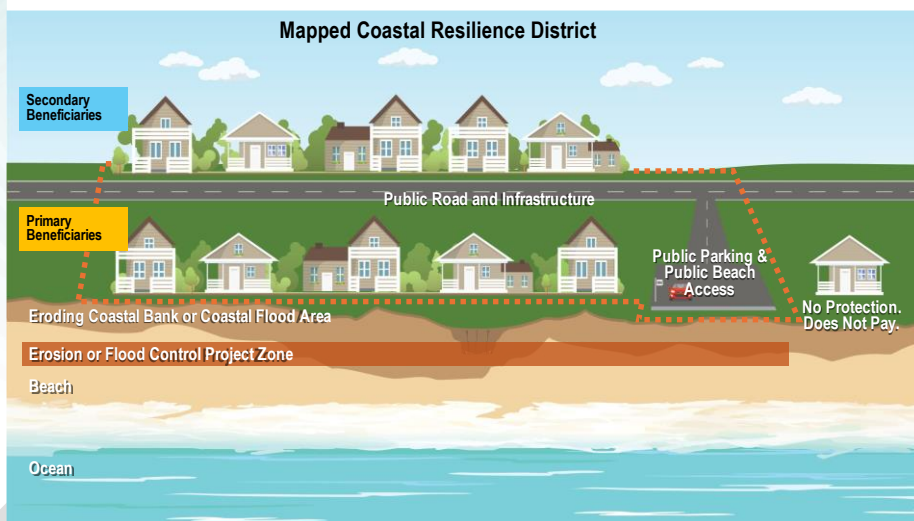 Mapped Coastal Resilience District
Secondary
Beneficiaries
Public Road and Infrastructure
Primary
Beneficiaries
Public Parking &
Public Beach
Access
No Protection.
Does Not Pay.
Eroding Coastal Bank or Coastal Flood Area
Erosion or Flood Control Project Zone
Beach
Ocean